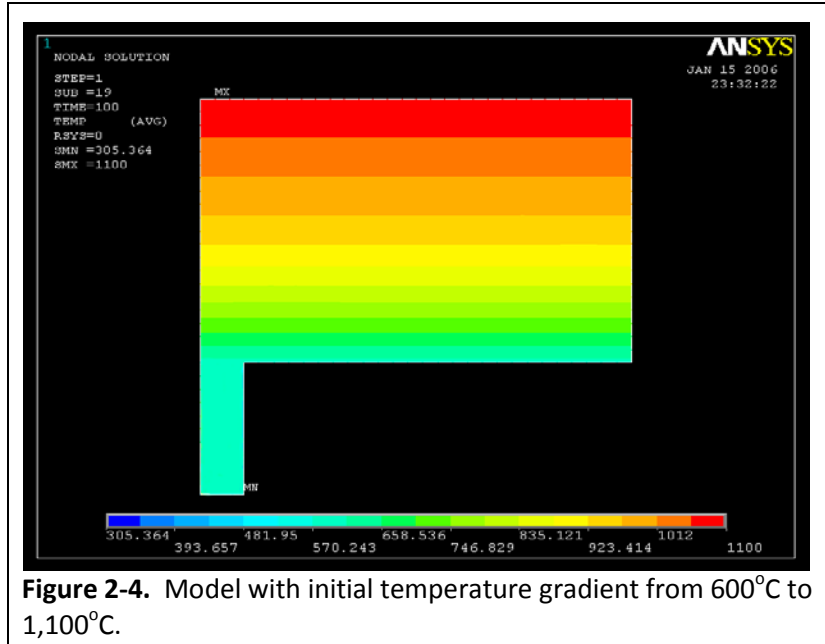 1
NODAL SOLUTION
STEP=1
SUB =19
TIME=100
TEMP (AVG)
RSYS=0
SMN =305.364
SMX =1100
ANSYS
JAN 15 2006
23:32:22
MX
MN
305.364 481.95 658.536 835.121 1012
393.657 570.243 746.829 923.414 1100
Figure 2-4. Model with initial temperature gradient from 600°C to
1,100°C.